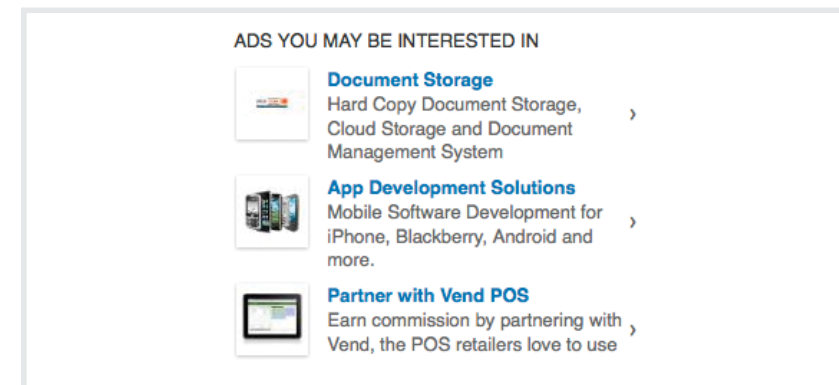 ADS YOU MAY BE INTERESTED IN
Document Storage
Hard Copy Document Storage,
Cloud Storage and Document
Management System
App Development Solutions
Mobile Software Development for
iPhone, Blackberry, Android and
more.
Partner with Vend POS
Earn commission by partnering with
Vend, the POS retailers love to use